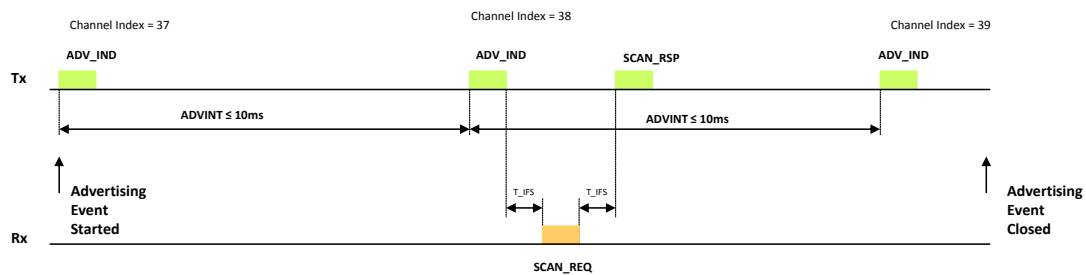 Channel Index = 37
Channel Index = 38
Channel Index = 39
ADV_IND
ADV_IND
SCAN_RSP
ADV_IND
Tx
ADVINT ≤ 10ms
ADVINT ≤ 10ms
T_IFS
T_IFS
Advertising
Event
Started
Advertising
Event
Closed
Rx
SCAN_REQ